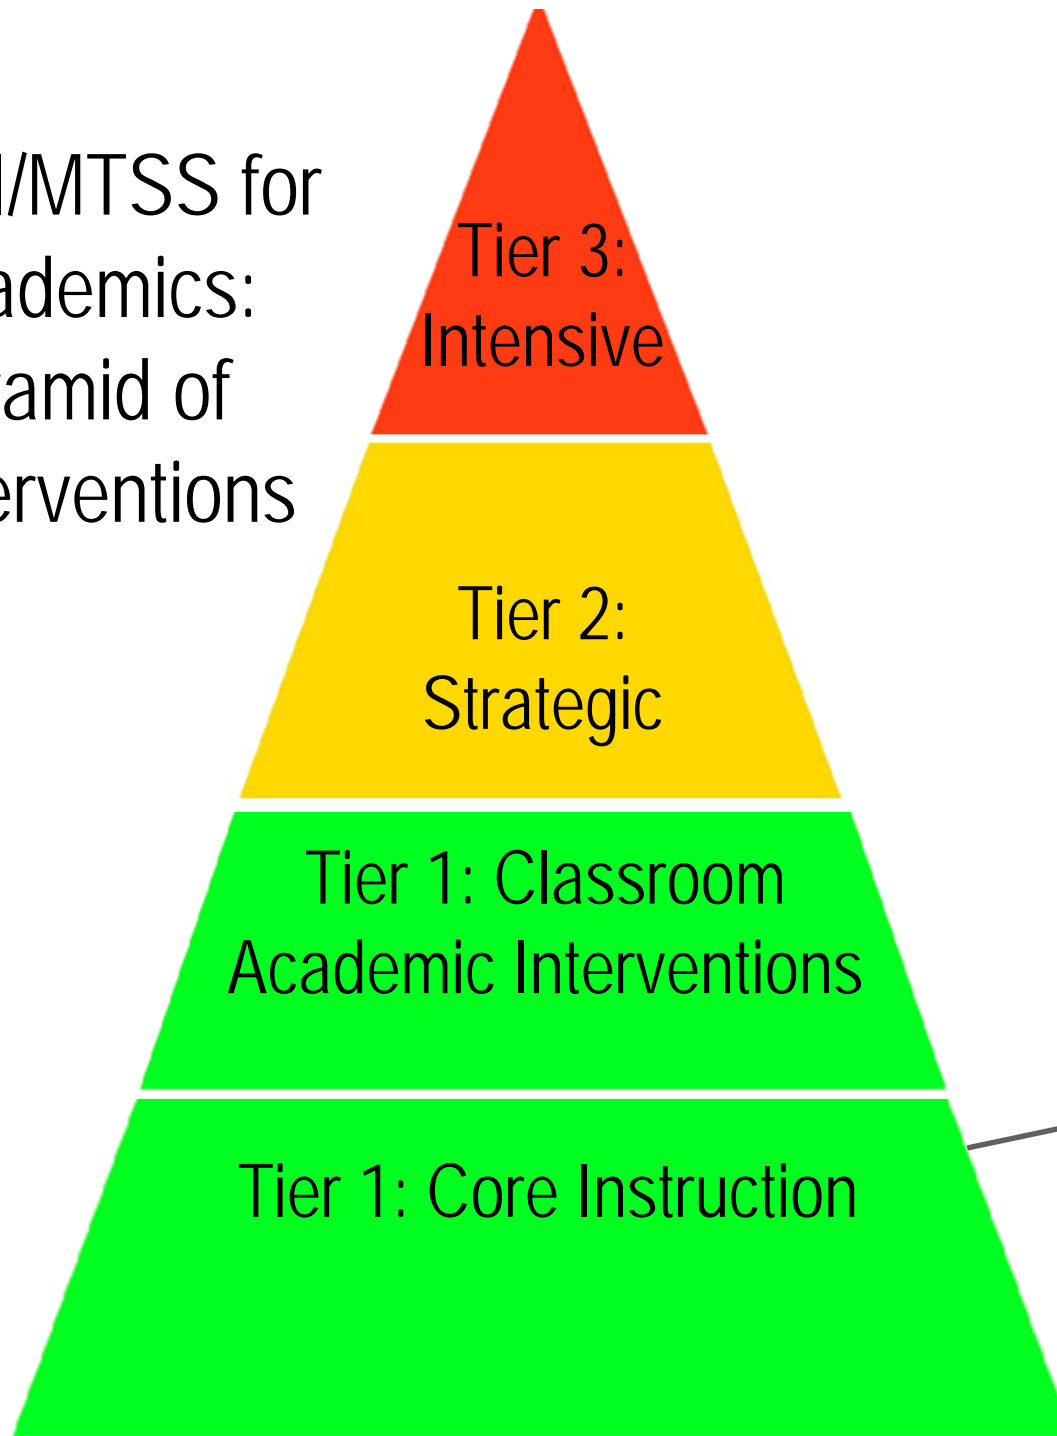 I/MTSS for
ademics:
amid of
erventions
Tier 3:
Intensive
Tier 2:
Strategic
Tier 1: Classroom
Academic Interventions
Tier 1: Core Instruction